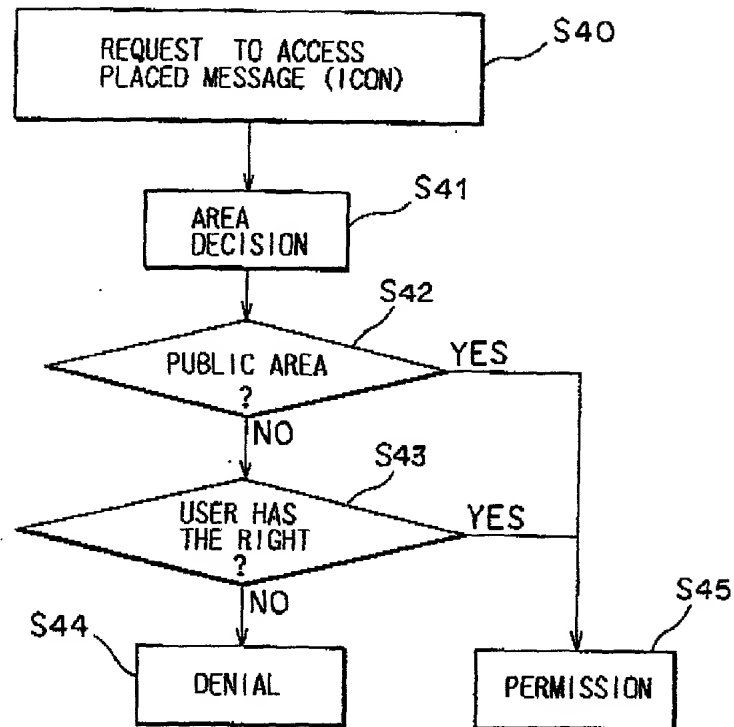 REQUEST TO ACCESS
PLACED MESSAGE (ICON)
S40
AREA
DECISION
S41
S42
PUBLIC AREA
?
YES
NO
S43
USER HAS
THE RIGHT
?
YES
NO
S44
DENIAL
S45
PERMISSION